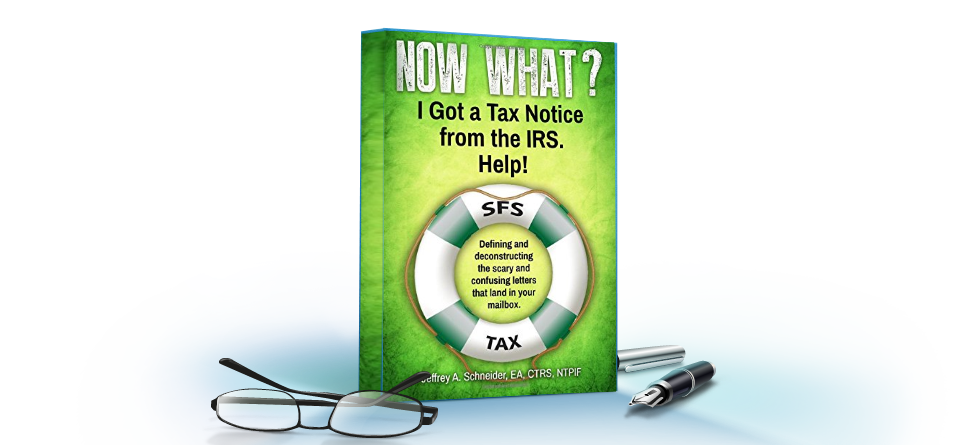 NOW WHAT?
I Got a Tax Notice
from the IRS.
Help!
SFS
Defining and
deconstructing
the scary and
confusing letters
that land in your
mailbox.
TAX
Jeffrey A. Schneider, EA, CTRS, NTPIF